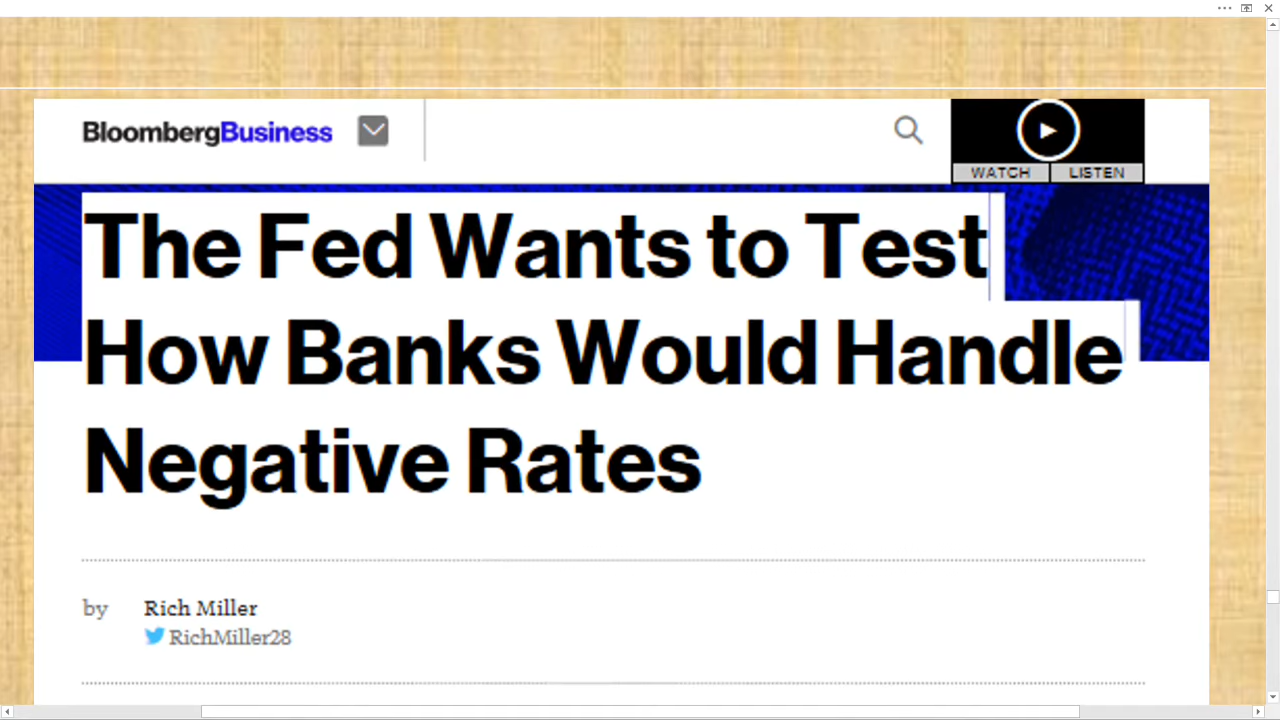 BloombergBusiness
WATCH LISTEN
The Fed Wants to Test
How Banks Would Handle
Negative Rates
by Rich Miller
RichMiller28